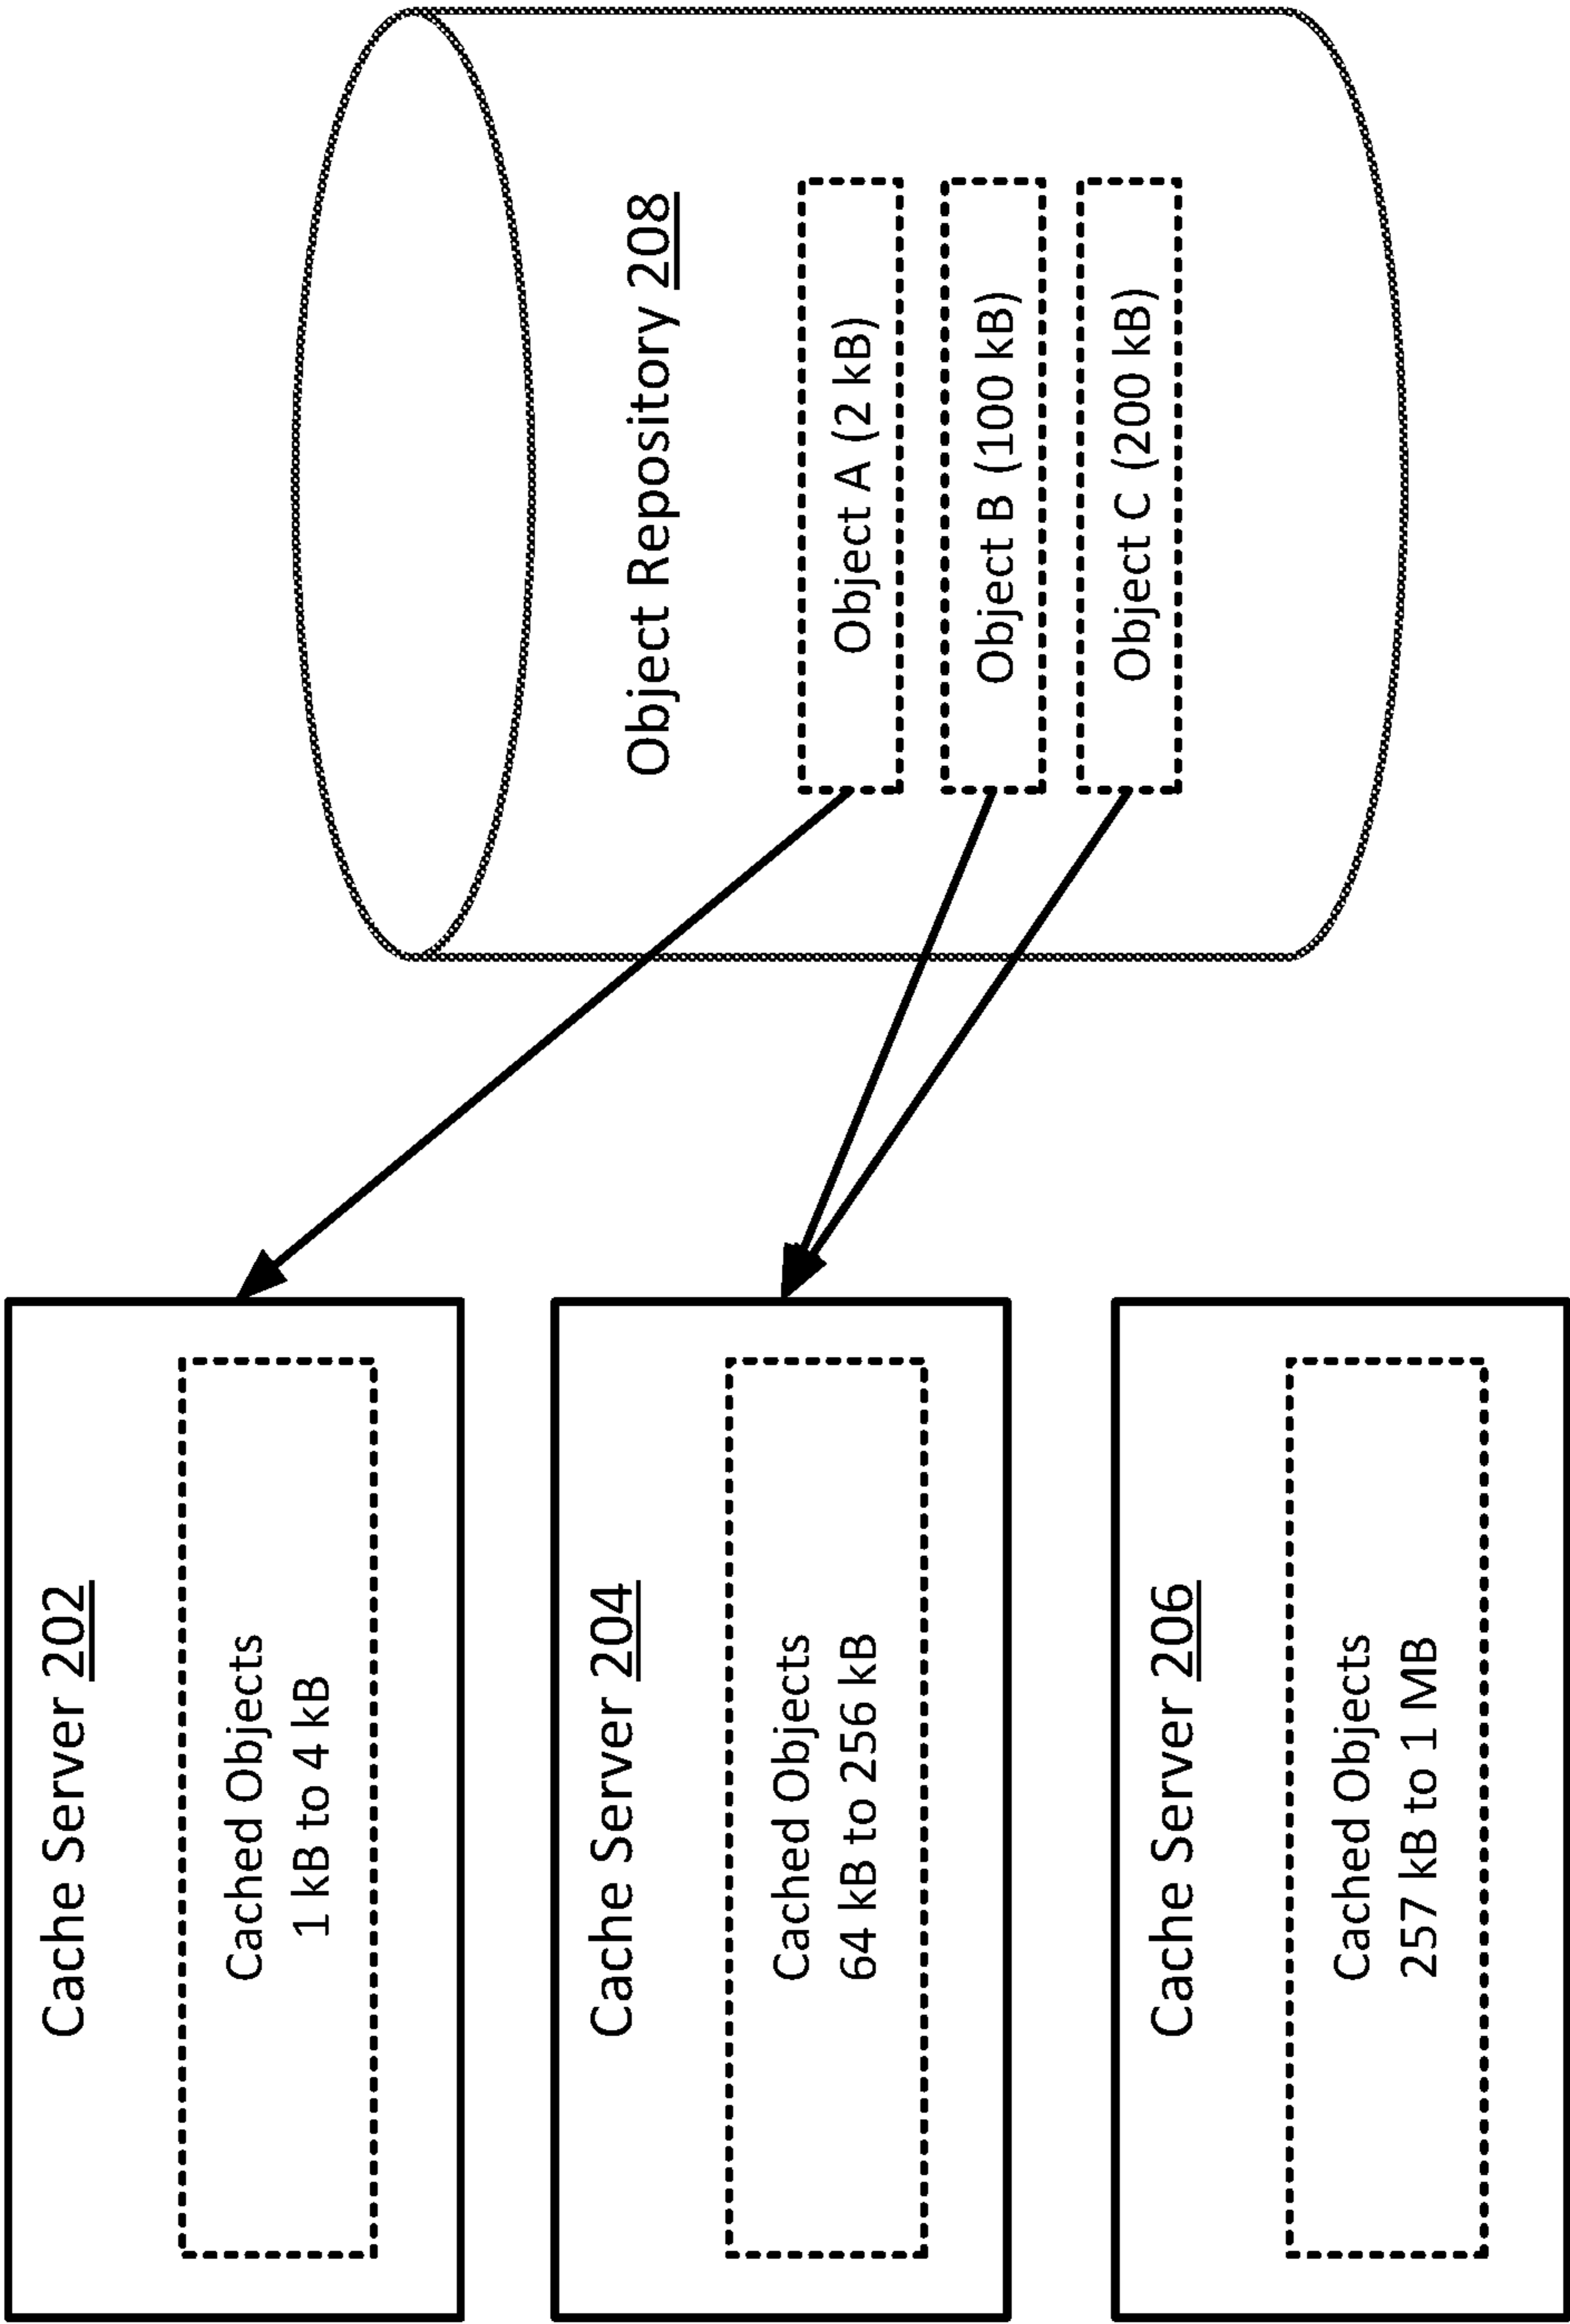 Cache Server 202
Cached Objects
1 kB to 4 kB
Cache Server 204
Cached Objects
64 kB to 256 kB
Cache Server 206
Cached Objects
257 kB to 1 MB
Object Repository 208
Object A (2 kB)
Object B (100 kB)
Object C (200 kB)